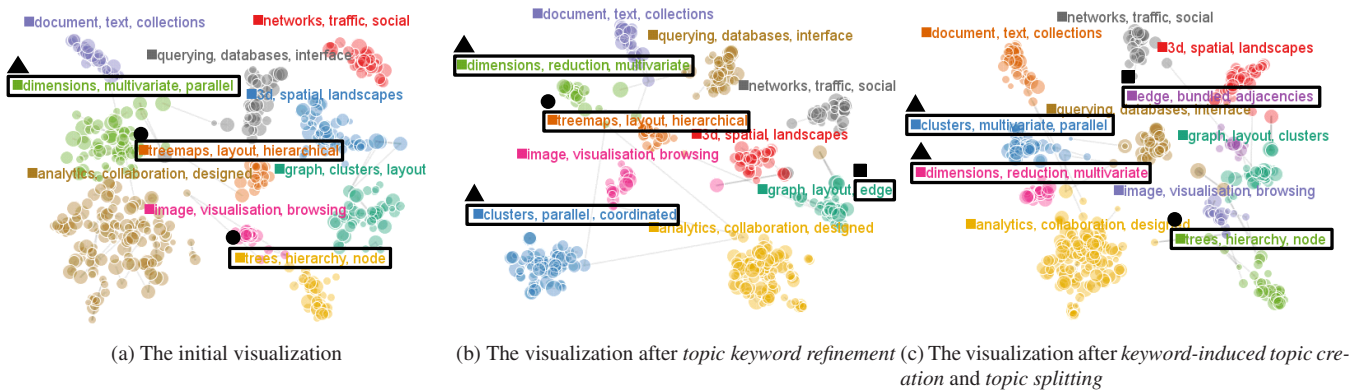 document, text, collections
networks, traffic, social
querying, databases, interface
dimensions, multivariate, parallel
3d, spatial landscapes
treemaps, layout, hierarchical
analytics, collaboration, designed
graph, clusters, layout
image, visualisation, browsing
trees, hierarchy, node
(a) The initial visualization
document, text, collections
querying, databases, interface
dimensions, reduction, multivariate
networks, traffic, social
treemaps, layout, hierarchical
3d, spatial, landscapes
image, visualisation, browsing
graph, layout, edge
clusters, parallel, coordinated
analytics, collaboration, designed
(b) The visualization after topic keyword refinement
networks, traffic, social
document, text, collections
3d, spatial, landscapes
edge, bundled, adjacencies
querying, databases, interface
clusters, multivariate, parallel
graph, layout, clusters
dimensions, reduction, multivariate
image, visualisation, browsing
analytics, collaboration, designed
trees, hierarchy, node
(c) The visualization after keyword-induced topic cre-
ation and topic splitting